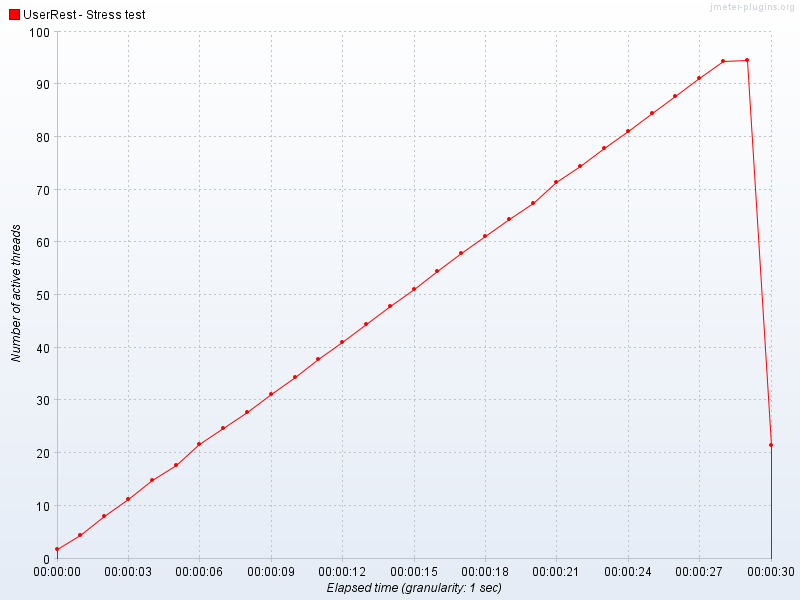 jmeter-plugins.org
UserRest - Stress test
100
90
80
70
60
50
40
30
20
10
0
Number of active threads
00:00:00 00:00:03 00:00:06 00:00:09 00:00:12 00:00:15 00:00:18 00:00:21 00:00:24 00:00:27 00:00:30
Elapsed time (granularity: 1 sec)